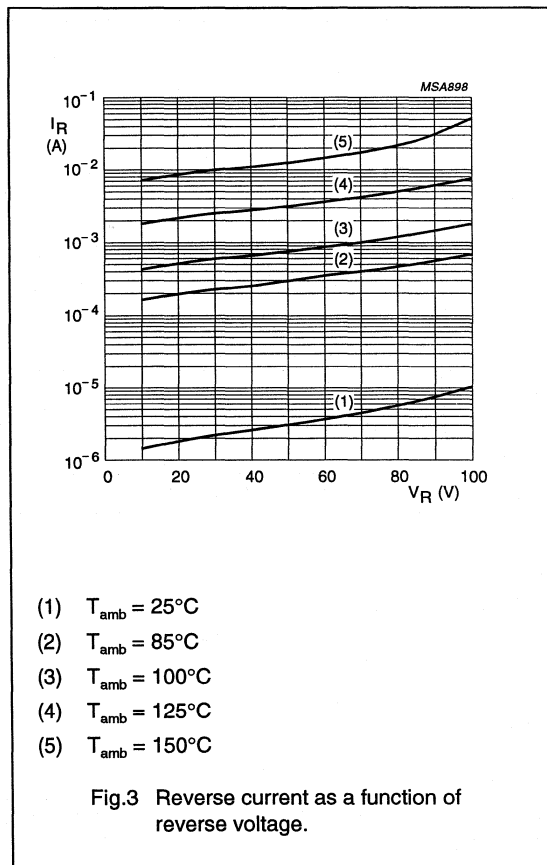 MSA898
10⁻¹
I_R
(A)
(5)
10⁻²
(4)
(3)
10⁻³
(2)
10⁻⁴
10⁻⁵
(1)
10⁻⁶
0 20 40 60 80 100
V_R (V)
(1) T_amb = 25°C
(2) T_amb = 85°C
(3) T_amb = 100°C
(4) T_amb = 125°C
(5) T_amb = 150°C
Fig.3 Reverse current as a function of
reverse voltage.